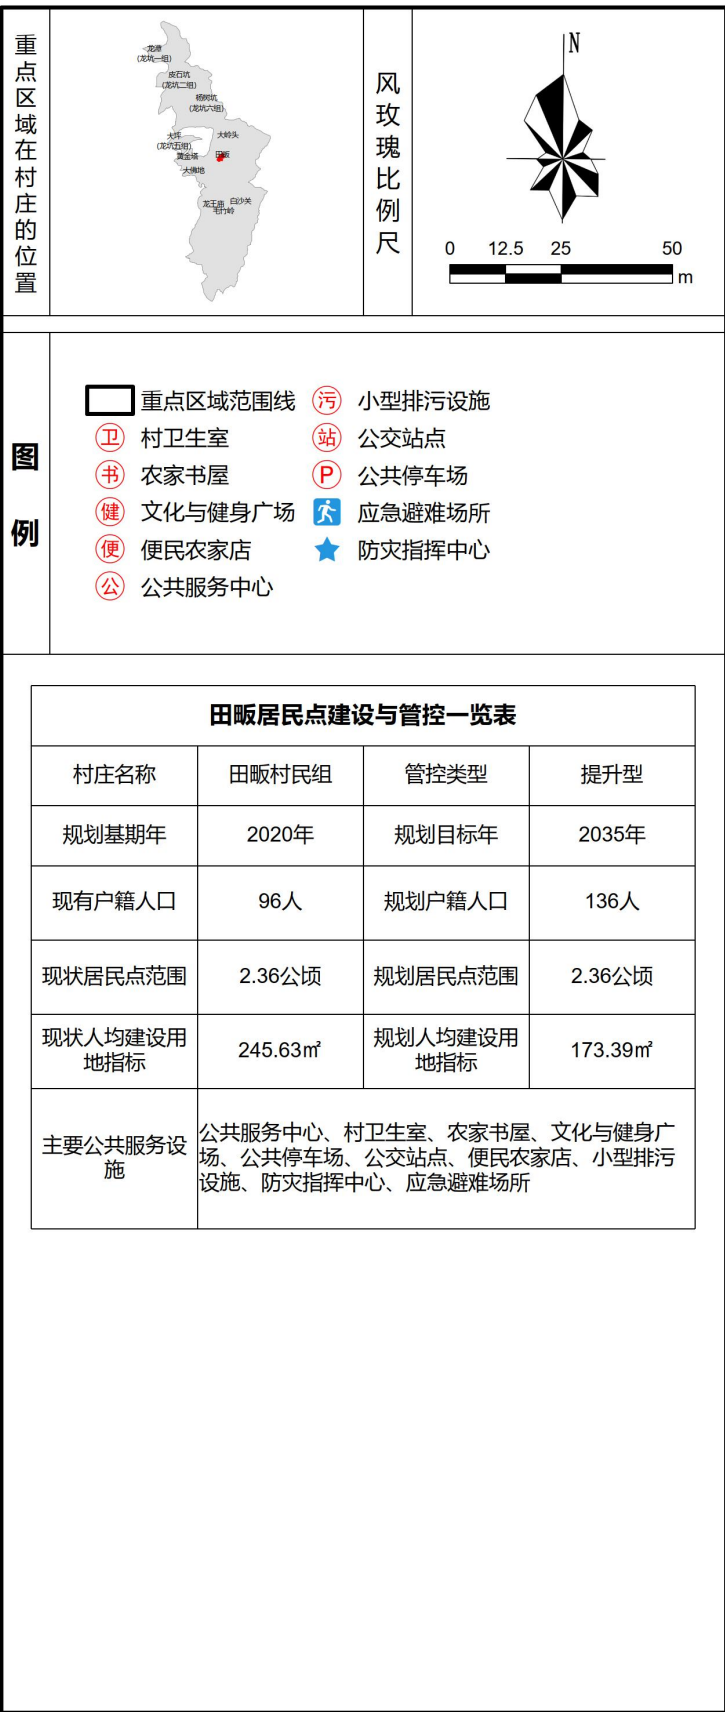 重点区域在村庄的位置
龙潭
(龙坑一组)
皮石坑
(龙坑二组)
杨树坑
(龙坑六组)
大坪
(龙坑五组)
大岭头
黄金塔
田畈
大佛地
龙王庙
白沙关
毛竹岭
风玫瑰比例尺
N
0 12.5 25 50
m
图例
重点区域范围线
污 小型排污设施
卫 村卫生室
站 公交站点
书 农家书屋
P 公共停车场
健 文化与健身广场
应急避难场所
便 便民农家店
防灾指挥中心
公 公共服务中心
田畈居民点建设与管控一览表
村庄名称 田畈村民组 管控类型 提升型
规划基期年 2020年 规划目标年 2035年
现有户籍人口 96人 规划户籍人口 136人
现状居民点范围 2.36公顷 规划居民点范围 2.36公顷
现状人均建设用地指标 245.63㎡ 规划人均建设用地指标 173.39㎡
主要公共服务设施
公共服务中心、村卫生室、农家书屋、文化与健身广
场、公共停车场、公交站点、便民农家店、小型排污
设施、防灾指挥中心、应急避难场所